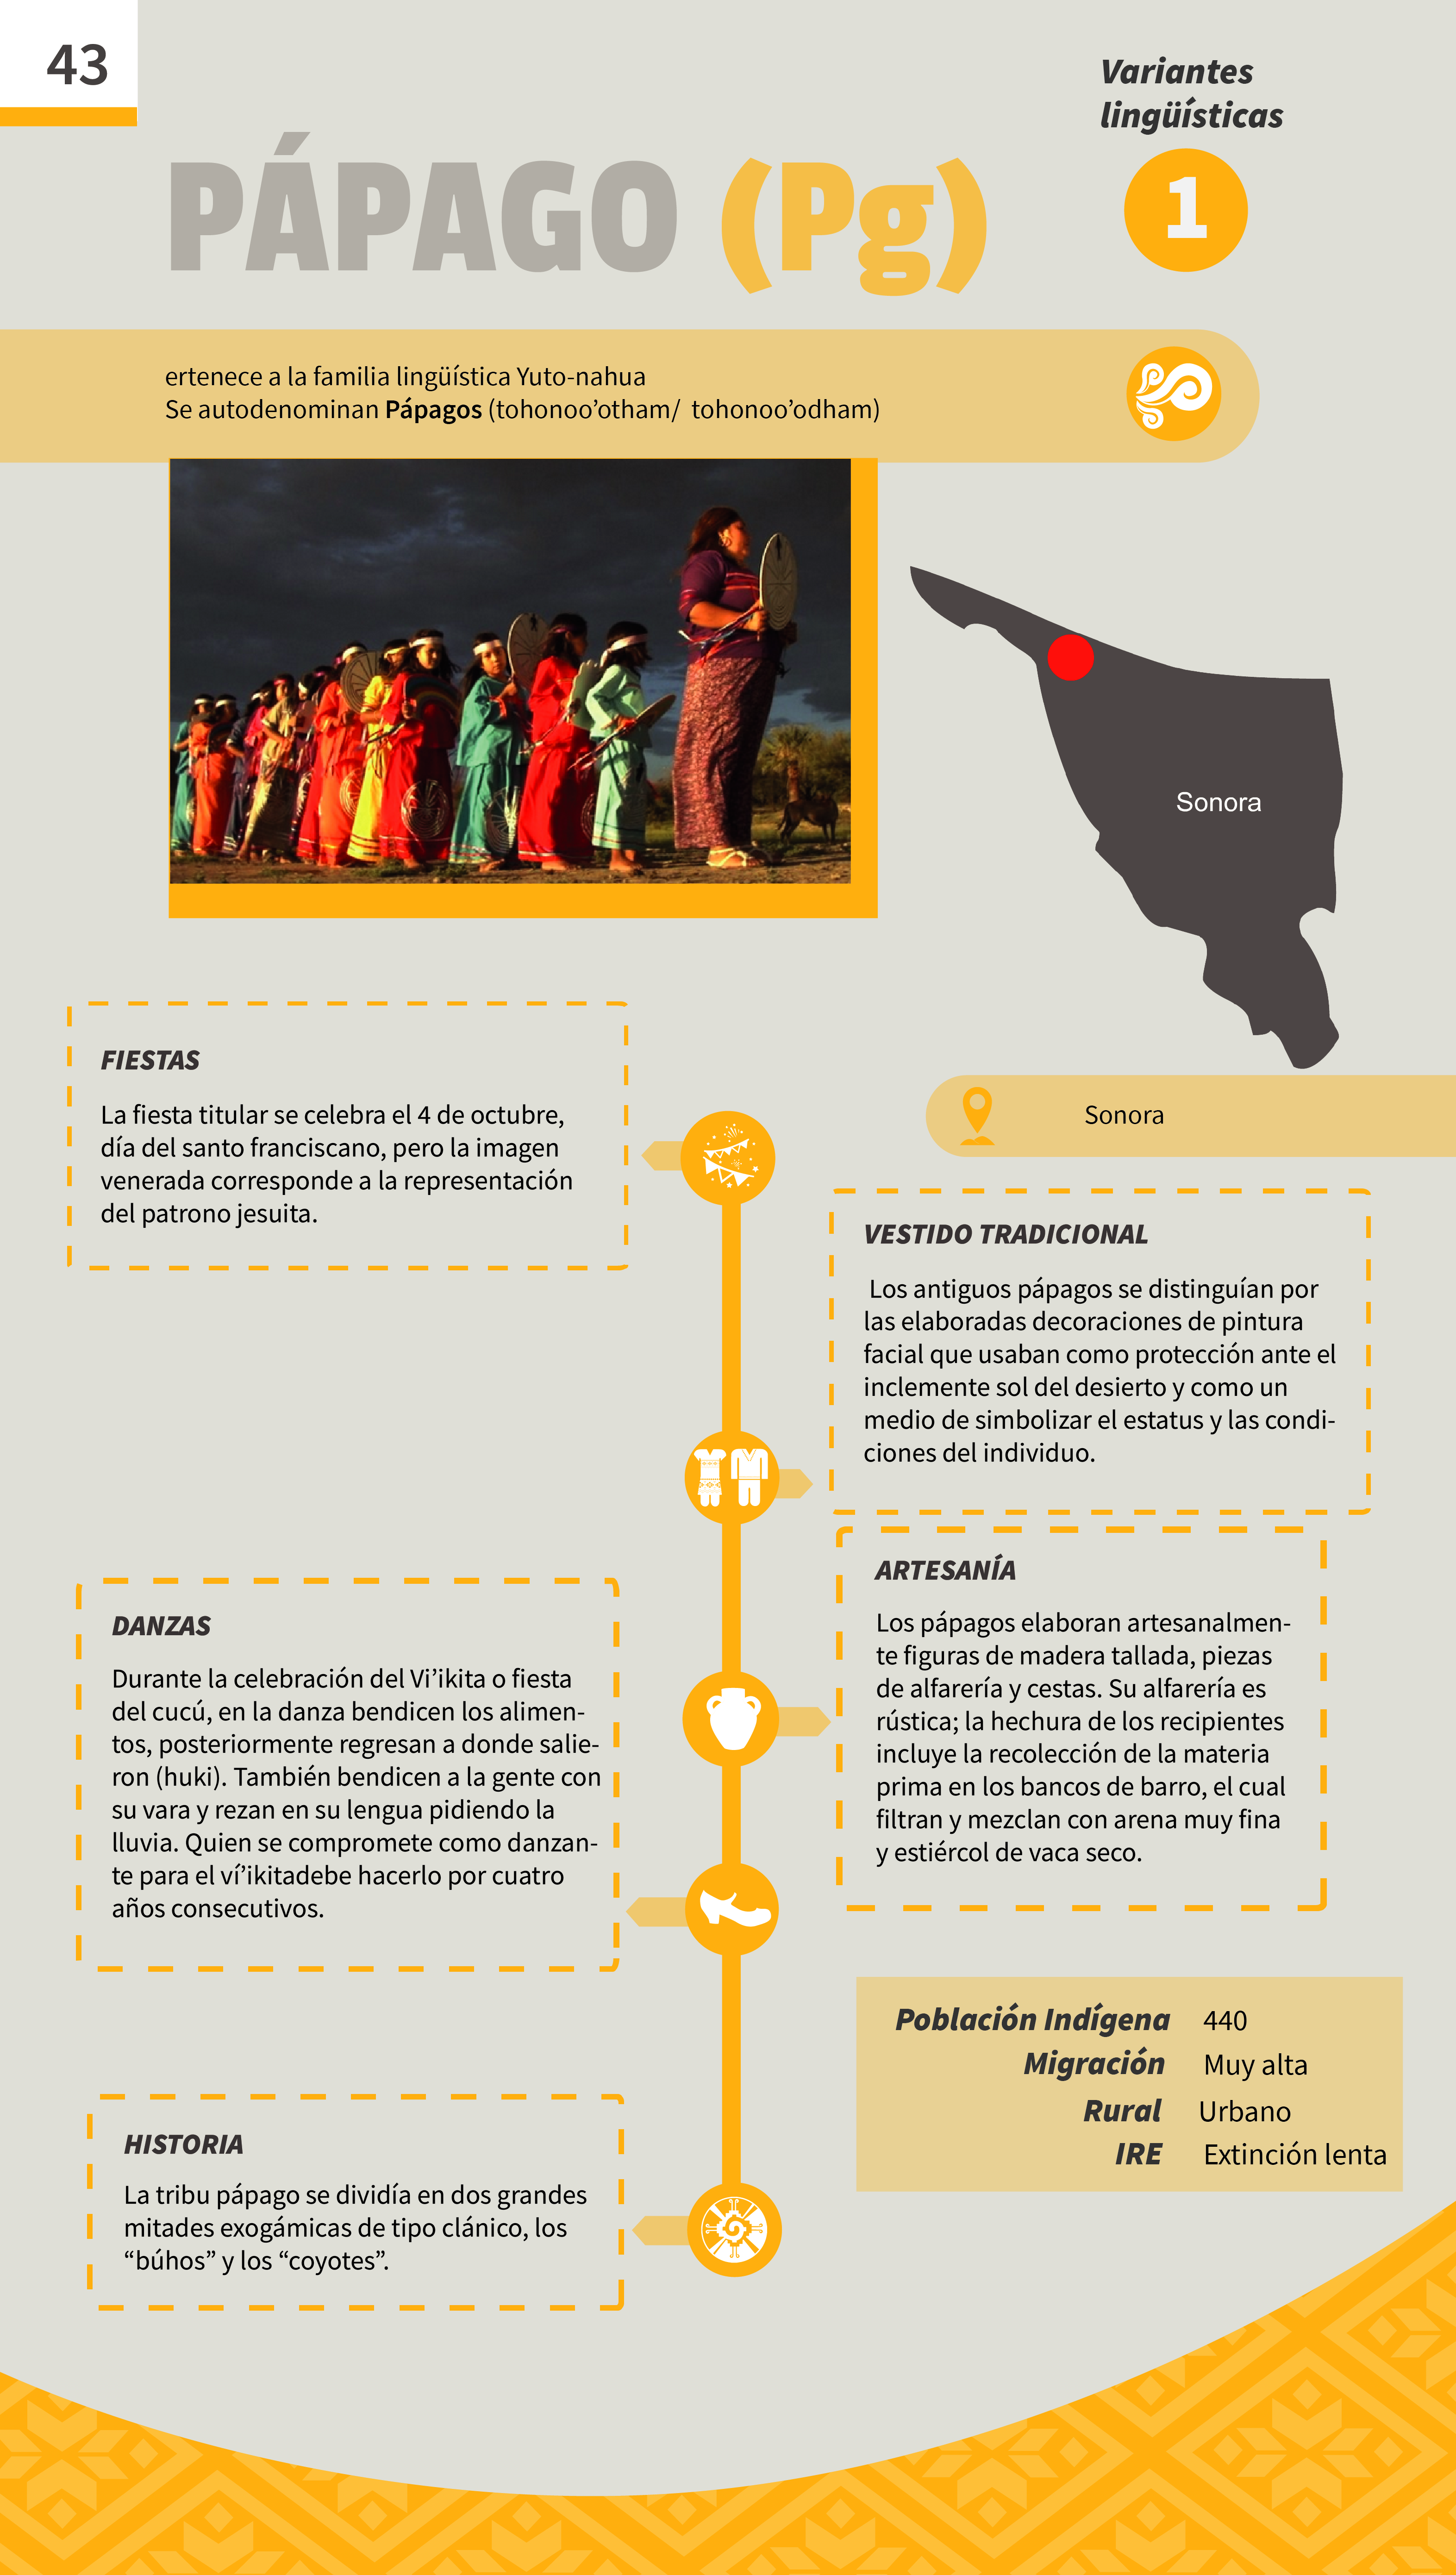 43
Variantes
lingüísticas
PÁPAGO (Pg)
1
ertenece a la familia lingüística Yuto-nahua
Se autodenominan Pápagos (tohonoo’otham/ tohonoo’odham)
Sonora
Sonora
FIESTAS
La fiesta titular se celebra el 4 de octubre,
día del santo franciscano, pero la imagen
venerada corresponde a la representación
del patrono jesuita.
VESTIDO TRADICIONAL
Los antiguos pápagos se distinguían por
las elaboradas decoraciones de pintura
facial que usaban como protección ante el
inclemente sol del desierto y como un
medio de simbolizar el estatus y las condi-
ciones del individuo.
ARTESANÍA
Los pápagos elaboran artesanalmen-
te figuras de madera tallada, piezas
de alfarería y cestas. Su alfarería es
rústica; la hechura de los recipientes
incluye la recolección de la materia
prima en los bancos de barro, el cual
filtran y mezclan con arena muy fina
y estiércol de vaca seco.
DANZAS
Durante la celebración del Vi’ikita o fiesta
del cucú, en la danza bendicen los alimen-
tos, posteriormente regresan a donde salie-
ron (huki). También bendicen a la gente con
su vara y rezan en su lengua pidiendo la
lluvia. Quien se compromete como danzan-
te para el ví’ikitadebe hacerlo por cuatro
años consecutivos.
Población Indígena 440
Migración Muy alta
Rural Urbano
IRE Extinción lenta
HISTORIA
La tribu pápago se dividía en dos grandes
mitades exogámicas de tipo clánico, los
“búhos” y los “coyotes”.